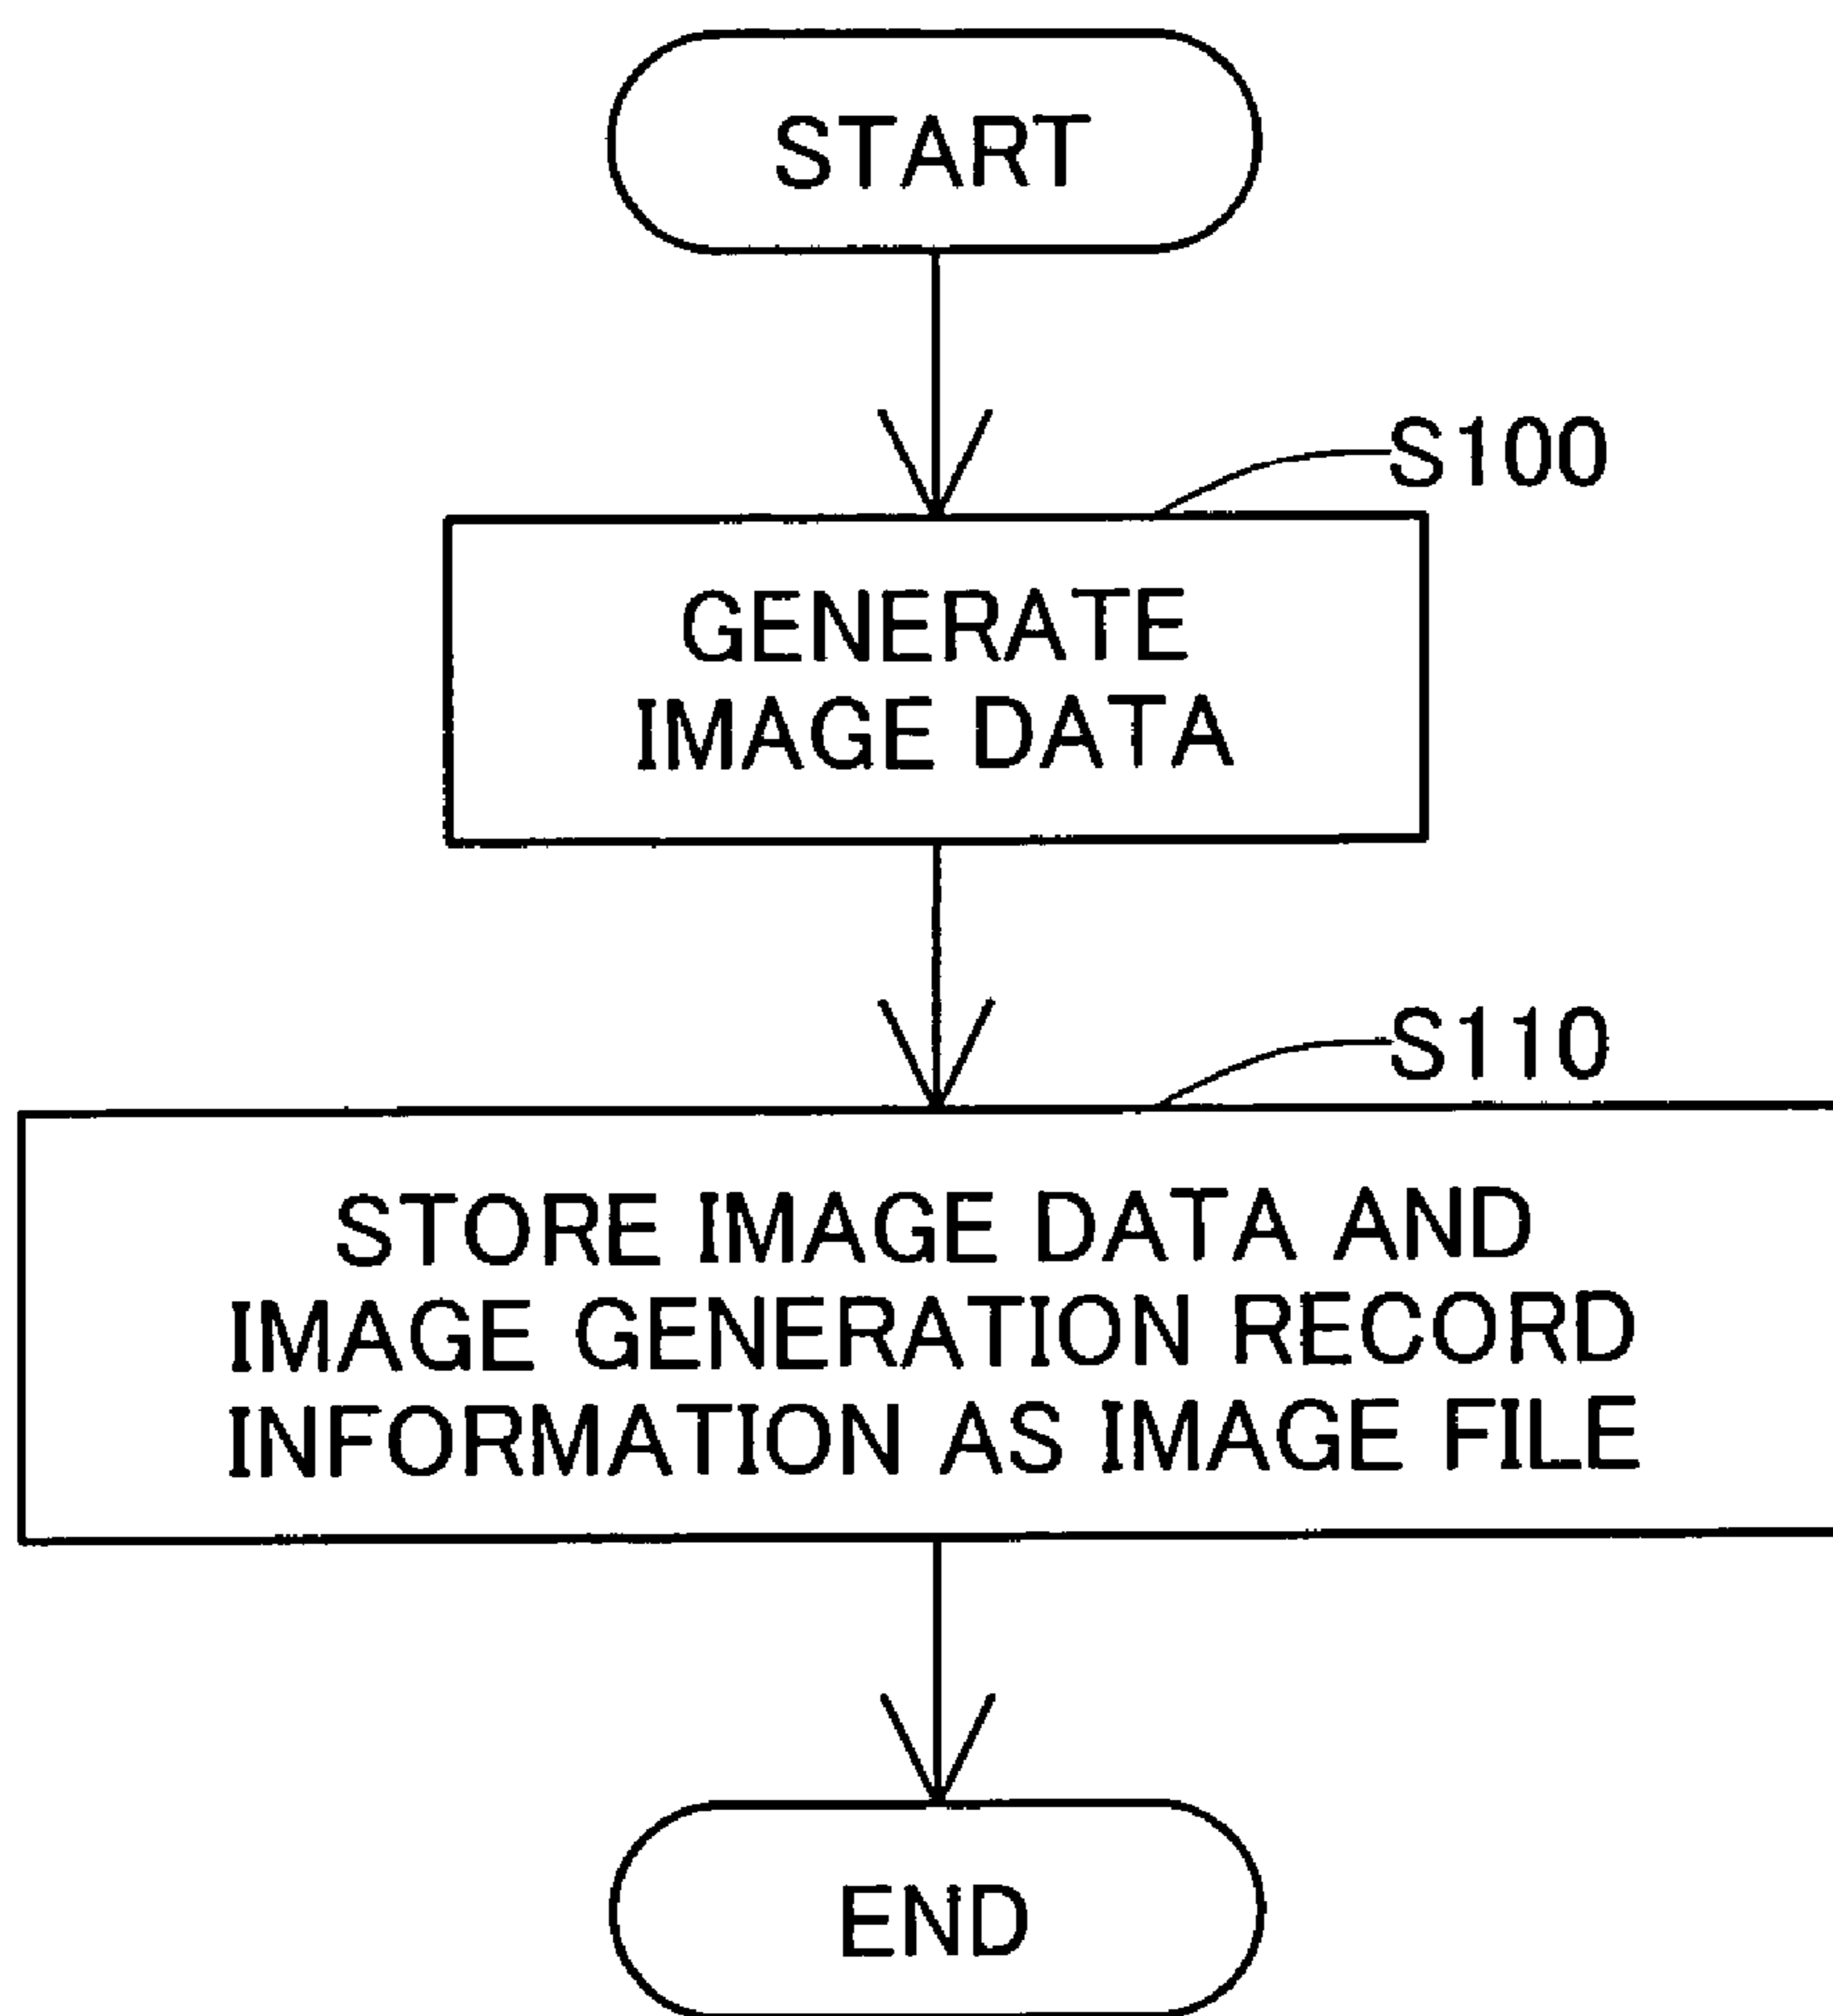 START
S100
GENERATE
IMAGE DATA
S110
STORE IMAGE DATA AND
IMAGE GENERATION RECORD
INFORMATION AS IMAGE FILE
END